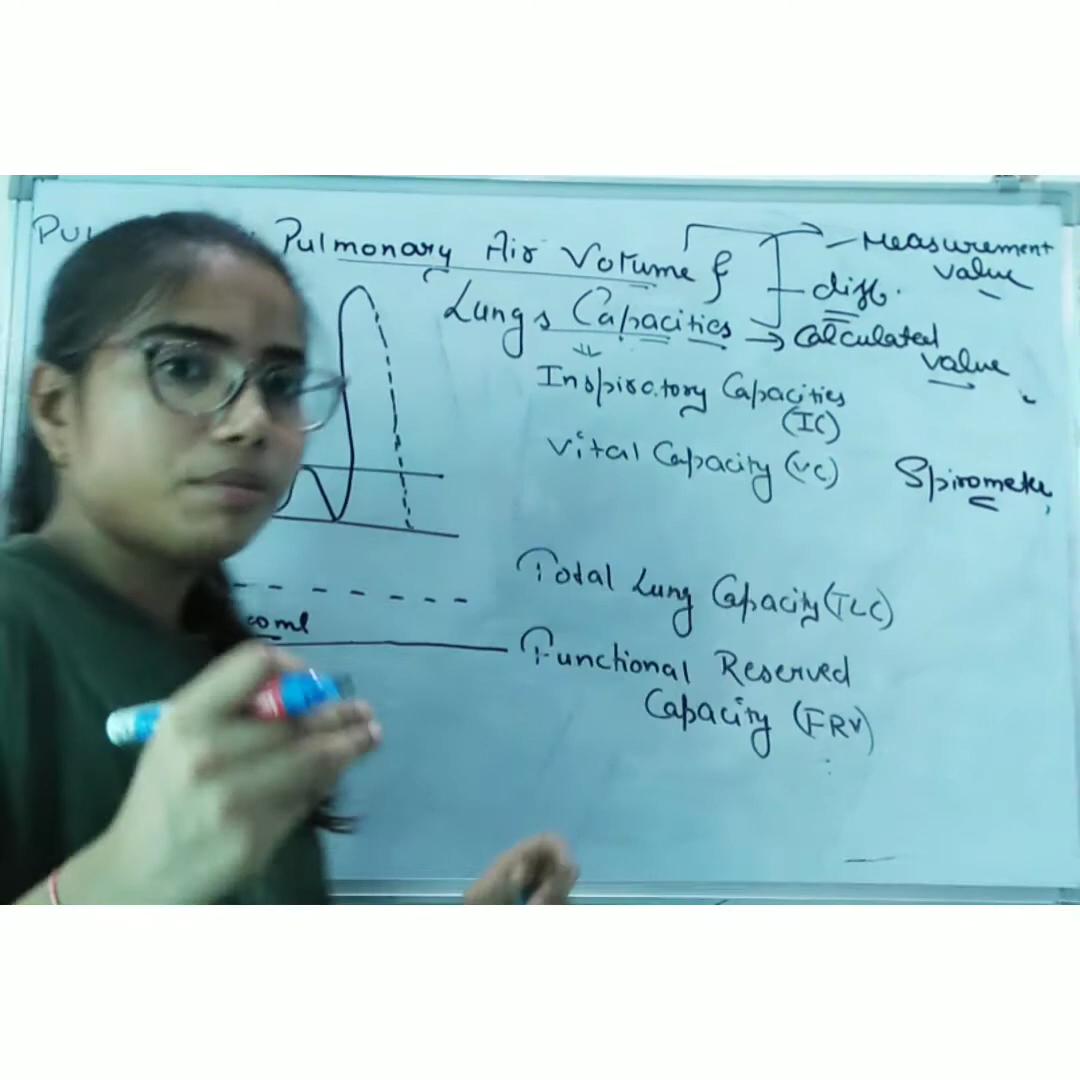 Pulmonary Air Volume &
Lungs Capacities
- Measurement
value
- diff.
→ Calculated
value
Inspiratory Capacities
(IC)
Vital Capacity (VC)
Spirometer
Total Lung Capacity (TLC)
Functional Reserved
Capacity (FRV)